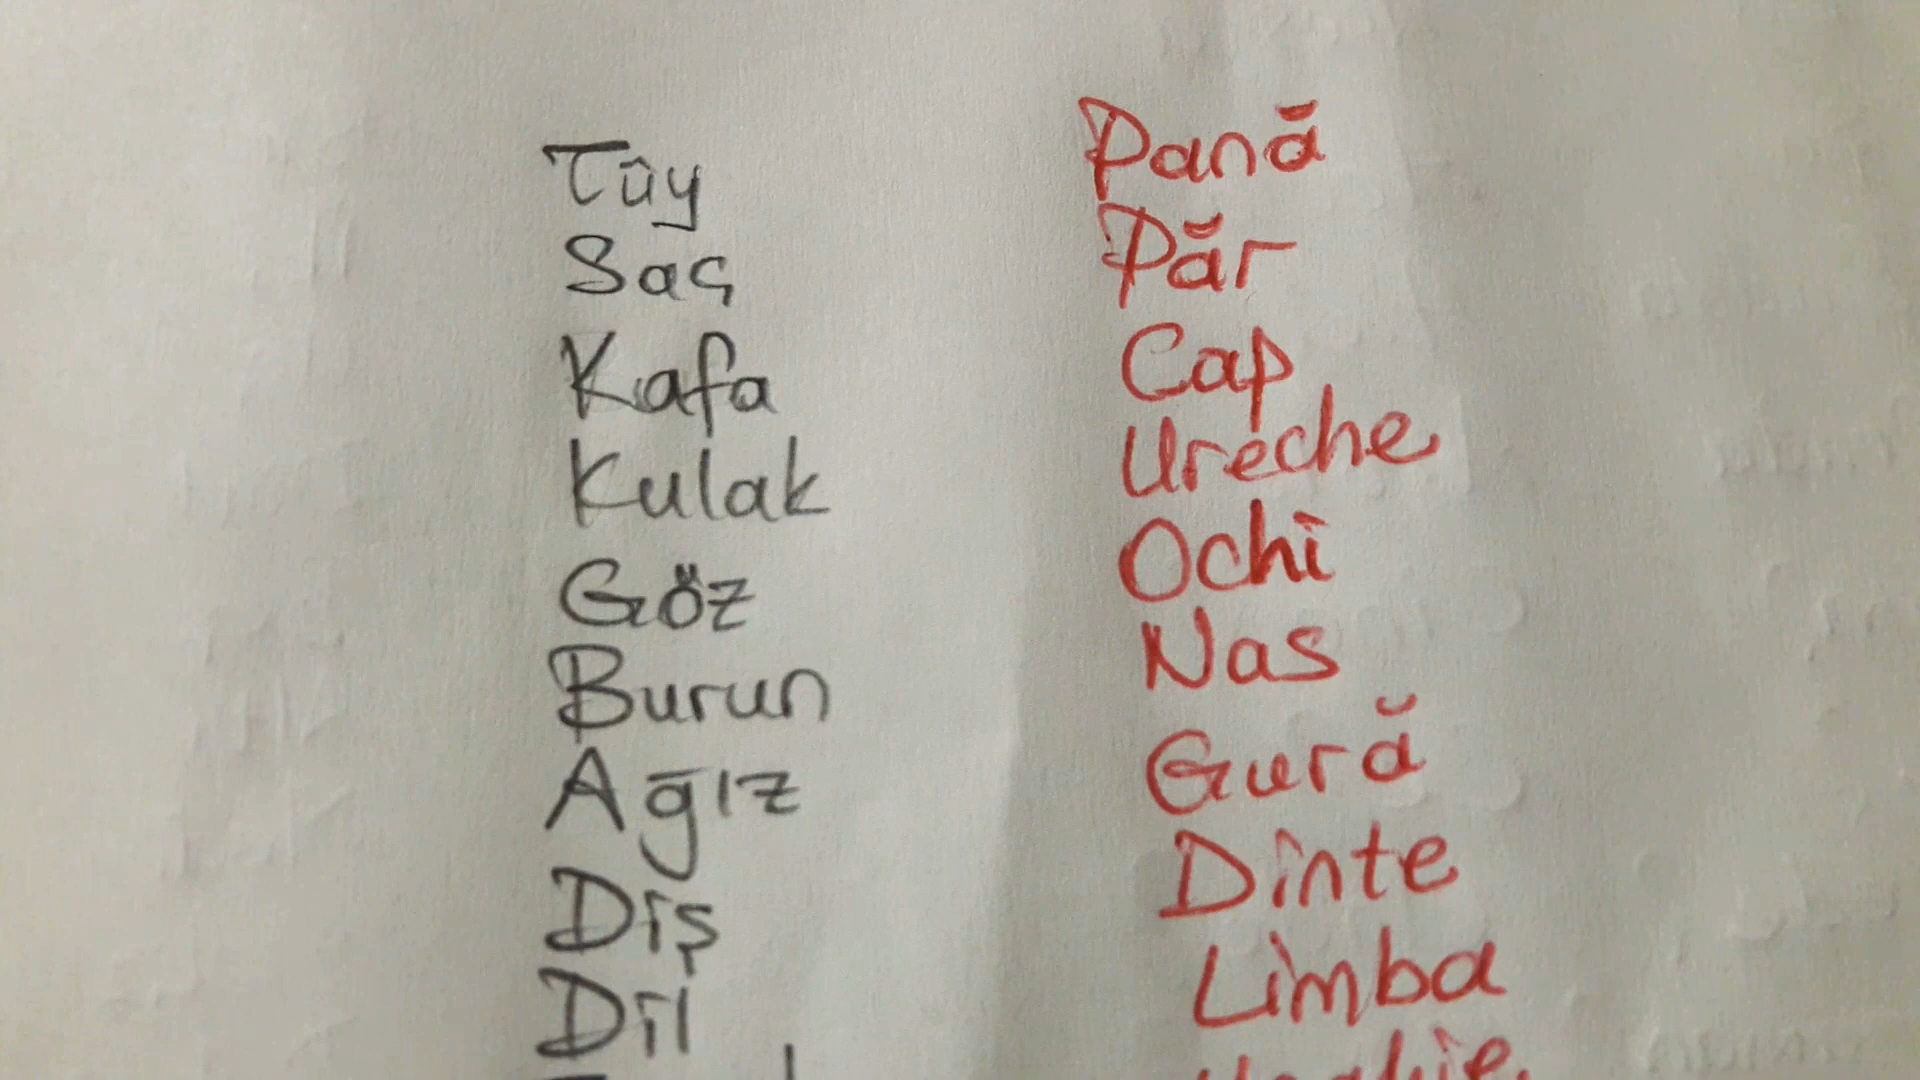 Tüy Pană
Saç Păr
Kafa Cap
Kulak Ureche
Göz Ochi
Burun Nas
Ağız Gură
Diş Dinte
Dil Limba